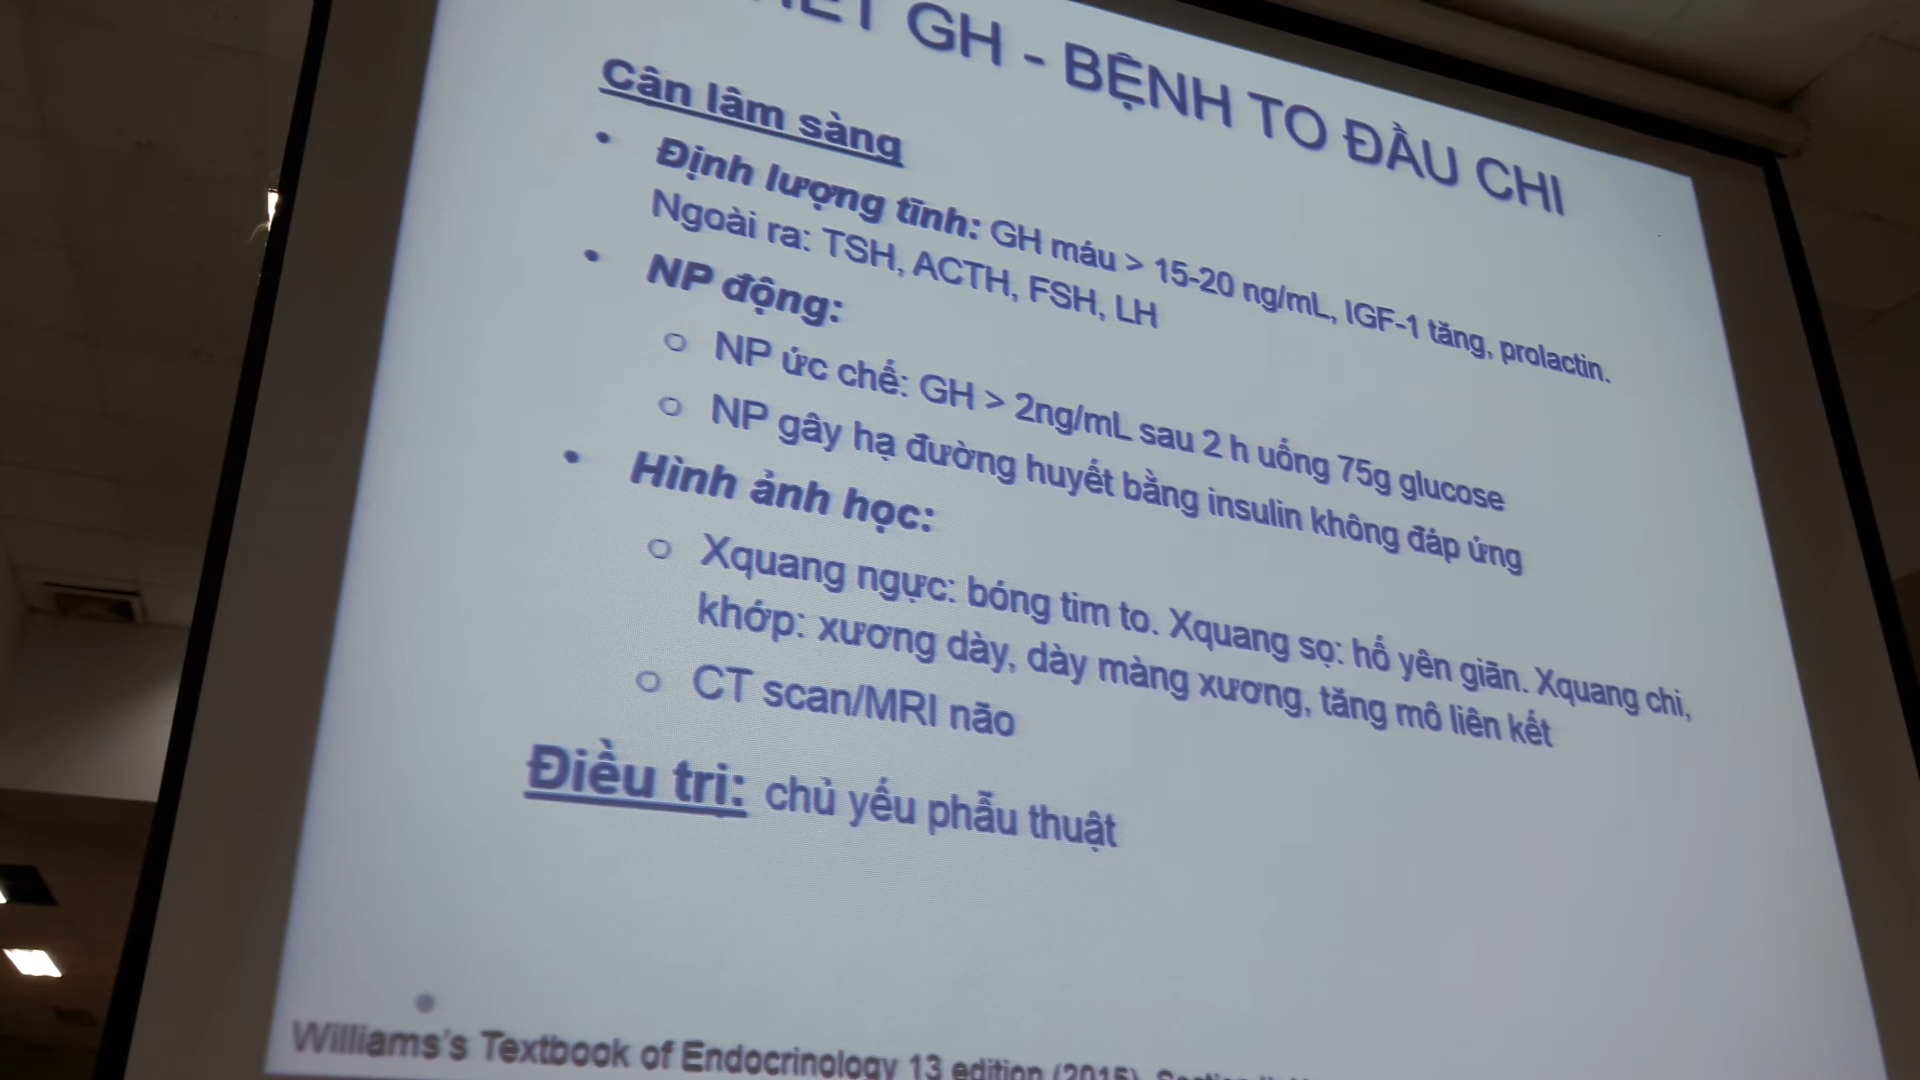 GH - BỆNH TO ĐẦU CHI
Cân lâm sàng
• Định lượng tĩnh: GH máu > 15-20 ng/mL, IGF-1 tăng, prolactin.
Ngoài ra: TSH, ACTH, FSH, LH
• NP động:
○ NP ức chế: GH > 2ng/mL sau 2 h uống 75g glucose
○ NP gây hạ đường huyết bằng insulin không đáp ứng
• Hình ảnh học:
○ Xquang ngực: bóng tim to. Xquang sọ: hố yên giãn. Xquang chi,
khớp: xương dày, dày màng xương, tăng mô liên kết
○ CT scan/MRI não
Điều trị: chủ yếu phẫu thuật
Williams's Textbook of Endocrinology 13 edition (2015).